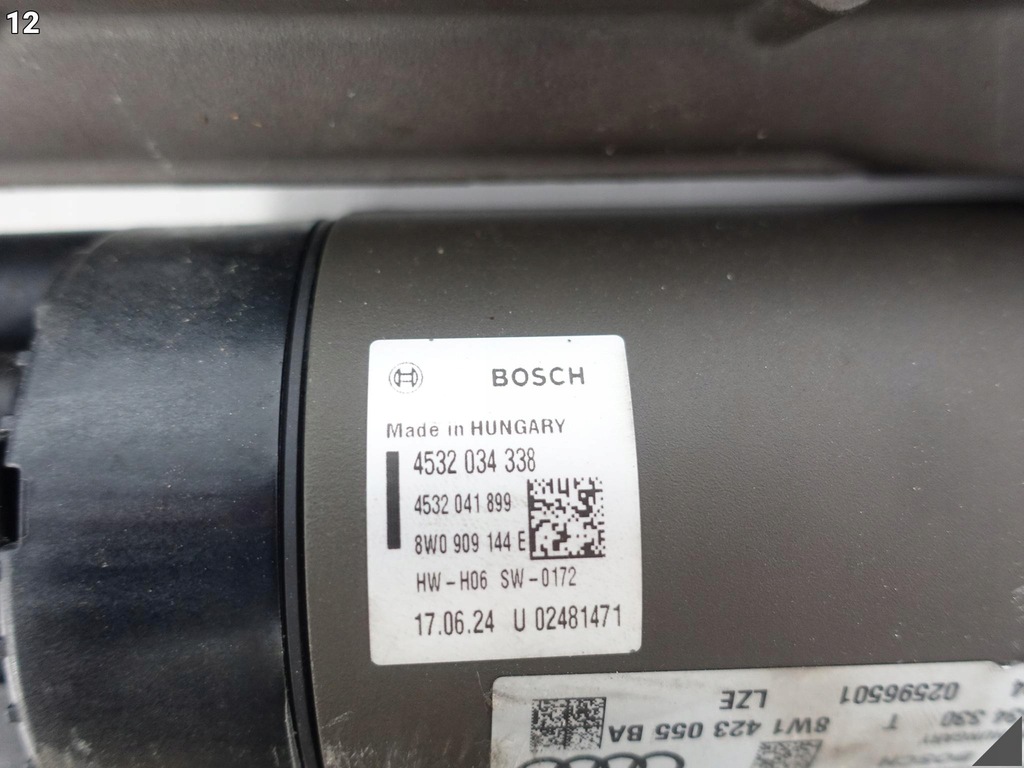 12
BOSCH
Made in HUNGARY
4532 034 338
4532 041 899
8W0 909 144 E
HW-H06 SW-0172
17.06.24 U 02481471
8W1 423 055 BA
LZE 02596501
T
BOSCH